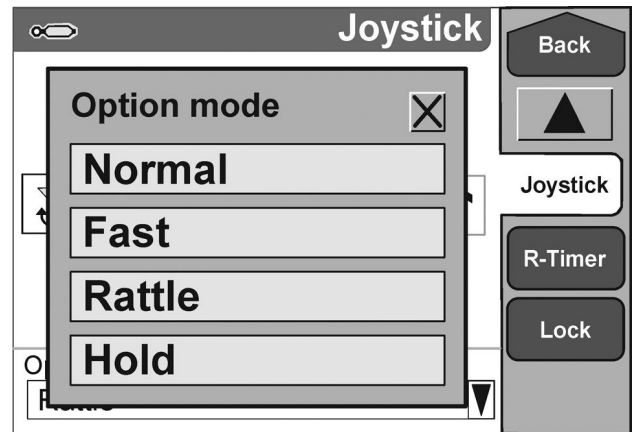 Joystick
Back
Option mode
Normal
Fast
Rattle
Hold
Joystick
R-Timer
Lock